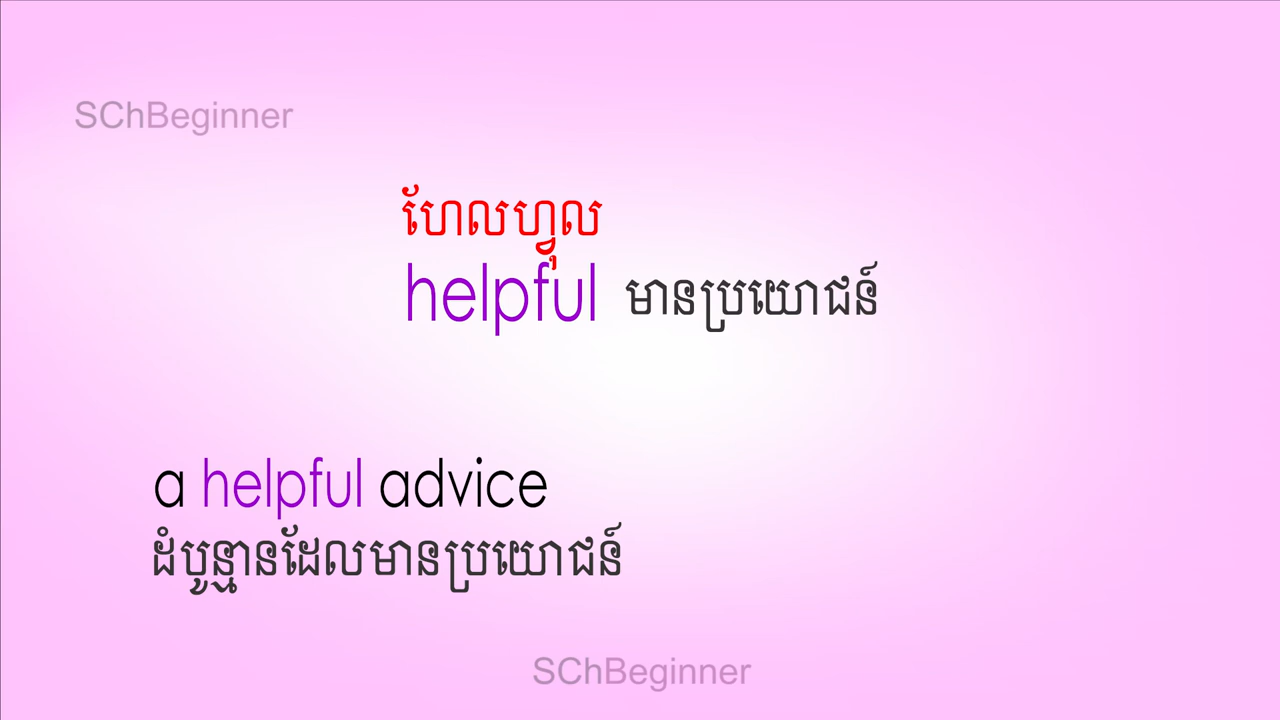 SChBeginner
ហែលហ្វុល
helpful មានប្រយោជន៍
a helpful advice
ដំបូន្មានដែលមានប្រយោជន៍
SChBeginner